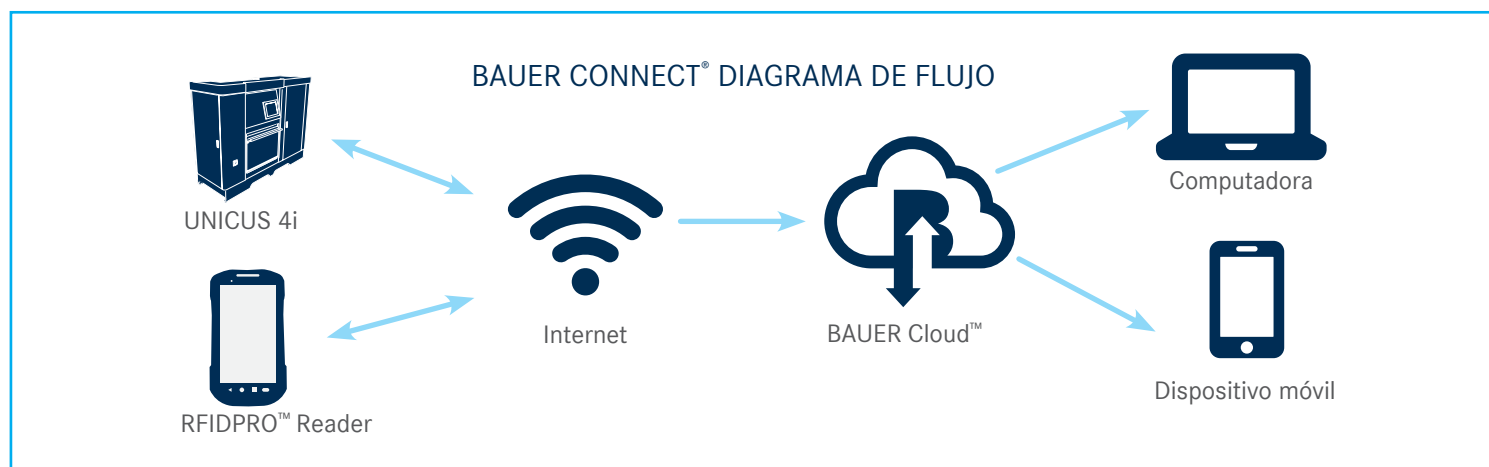 BAUER CONNECT® DIAGRAMA DE FLUJO
UNICUS 4i
RFIDPRO™ Reader
Internet
B
BAUER Cloud™
Computadora
Dispositivo móvil